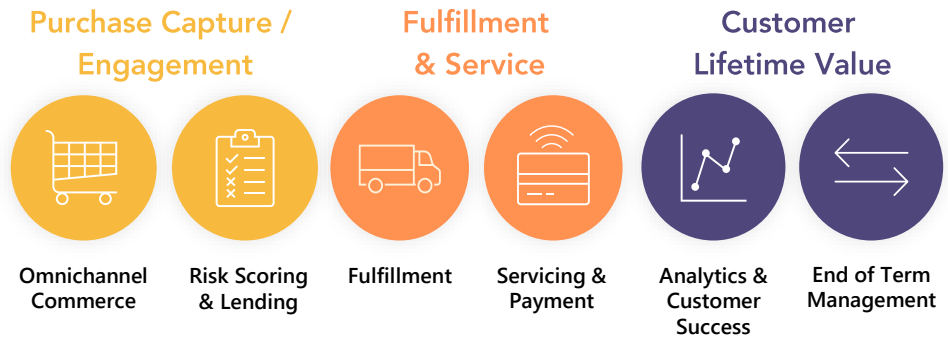 Purchase Capture /
Engagement
Fulfillment
& Service
Customer
Lifetime Value
Omnichannel
Commerce
Risk Scoring
& Lending
Fulfillment
Servicing &
Payment
Analytics &
Customer
Success
End of Term
Management